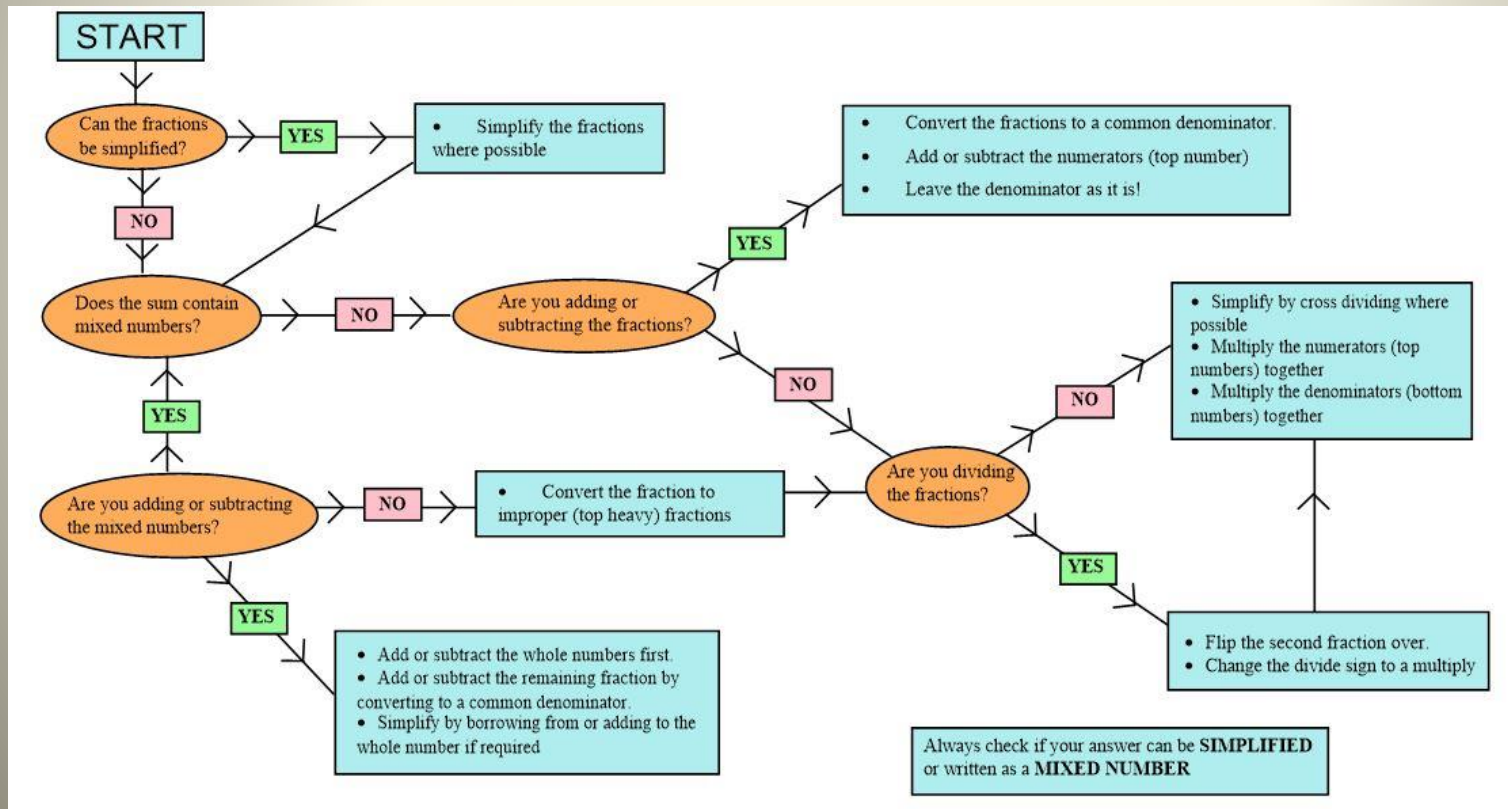 START
Can the fractions
be simplified?
YES
• Simplify the fractions
where possible
NO
Does the sum contain
mixed numbers?
NO
Are you adding or
subtracting the fractions?
YES
• Convert the fractions to a common denominator.
• Add or subtract the numerators (top number)
• Leave the denominator as it is!
NO
Are you dividing
the fractions?
NO
• Simplify by cross dividing where
possible
• Multiply the numerators (top
numbers) together
• Multiply the denominators (bottom
numbers) together
YES
• Flip the second fraction over.
• Change the divide sign to a multiply
YES
Are you adding or subtracting
the mixed numbers?
NO
• Convert the fraction to
improper (top heavy) fractions
YES
• Add or subtract the whole numbers first.
• Add or subtract the remaining fraction by
converting to a common denominator.
• Simplify by borrowing from or adding to the
whole number if required
Always check if your answer can be SIMPLIFIED
or written as a MIXED NUMBER